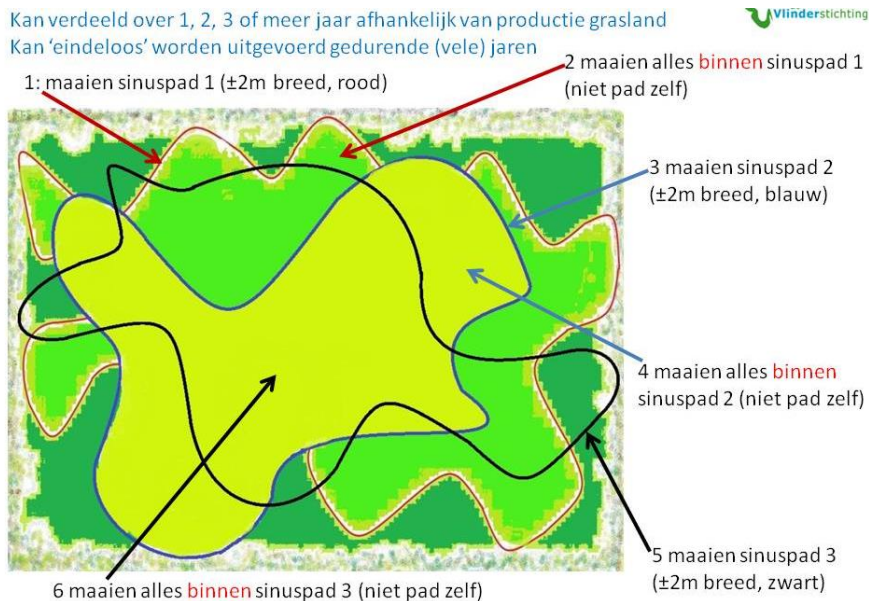 Kan verdeeld over 1, 2, 3 of meer jaar afhankelijk van productie grasland
Kan ‘eindeloos’ worden uitgevoerd gedurende (vele) jaren
Vlinderstichting
1: maaien sinuspad 1 (±2m breed, rood)
2 maaien alles binnen sinuspad 1
(niet pad zelf)
3 maaien sinuspad 2
(±2m breed, blauw)
4 maaien alles binnen
sinuspad 2 (niet pad zelf)
5 maaien sinuspad 3
(±2m breed, zwart)
6 maaien alles binnen sinuspad 3 (niet pad zelf)